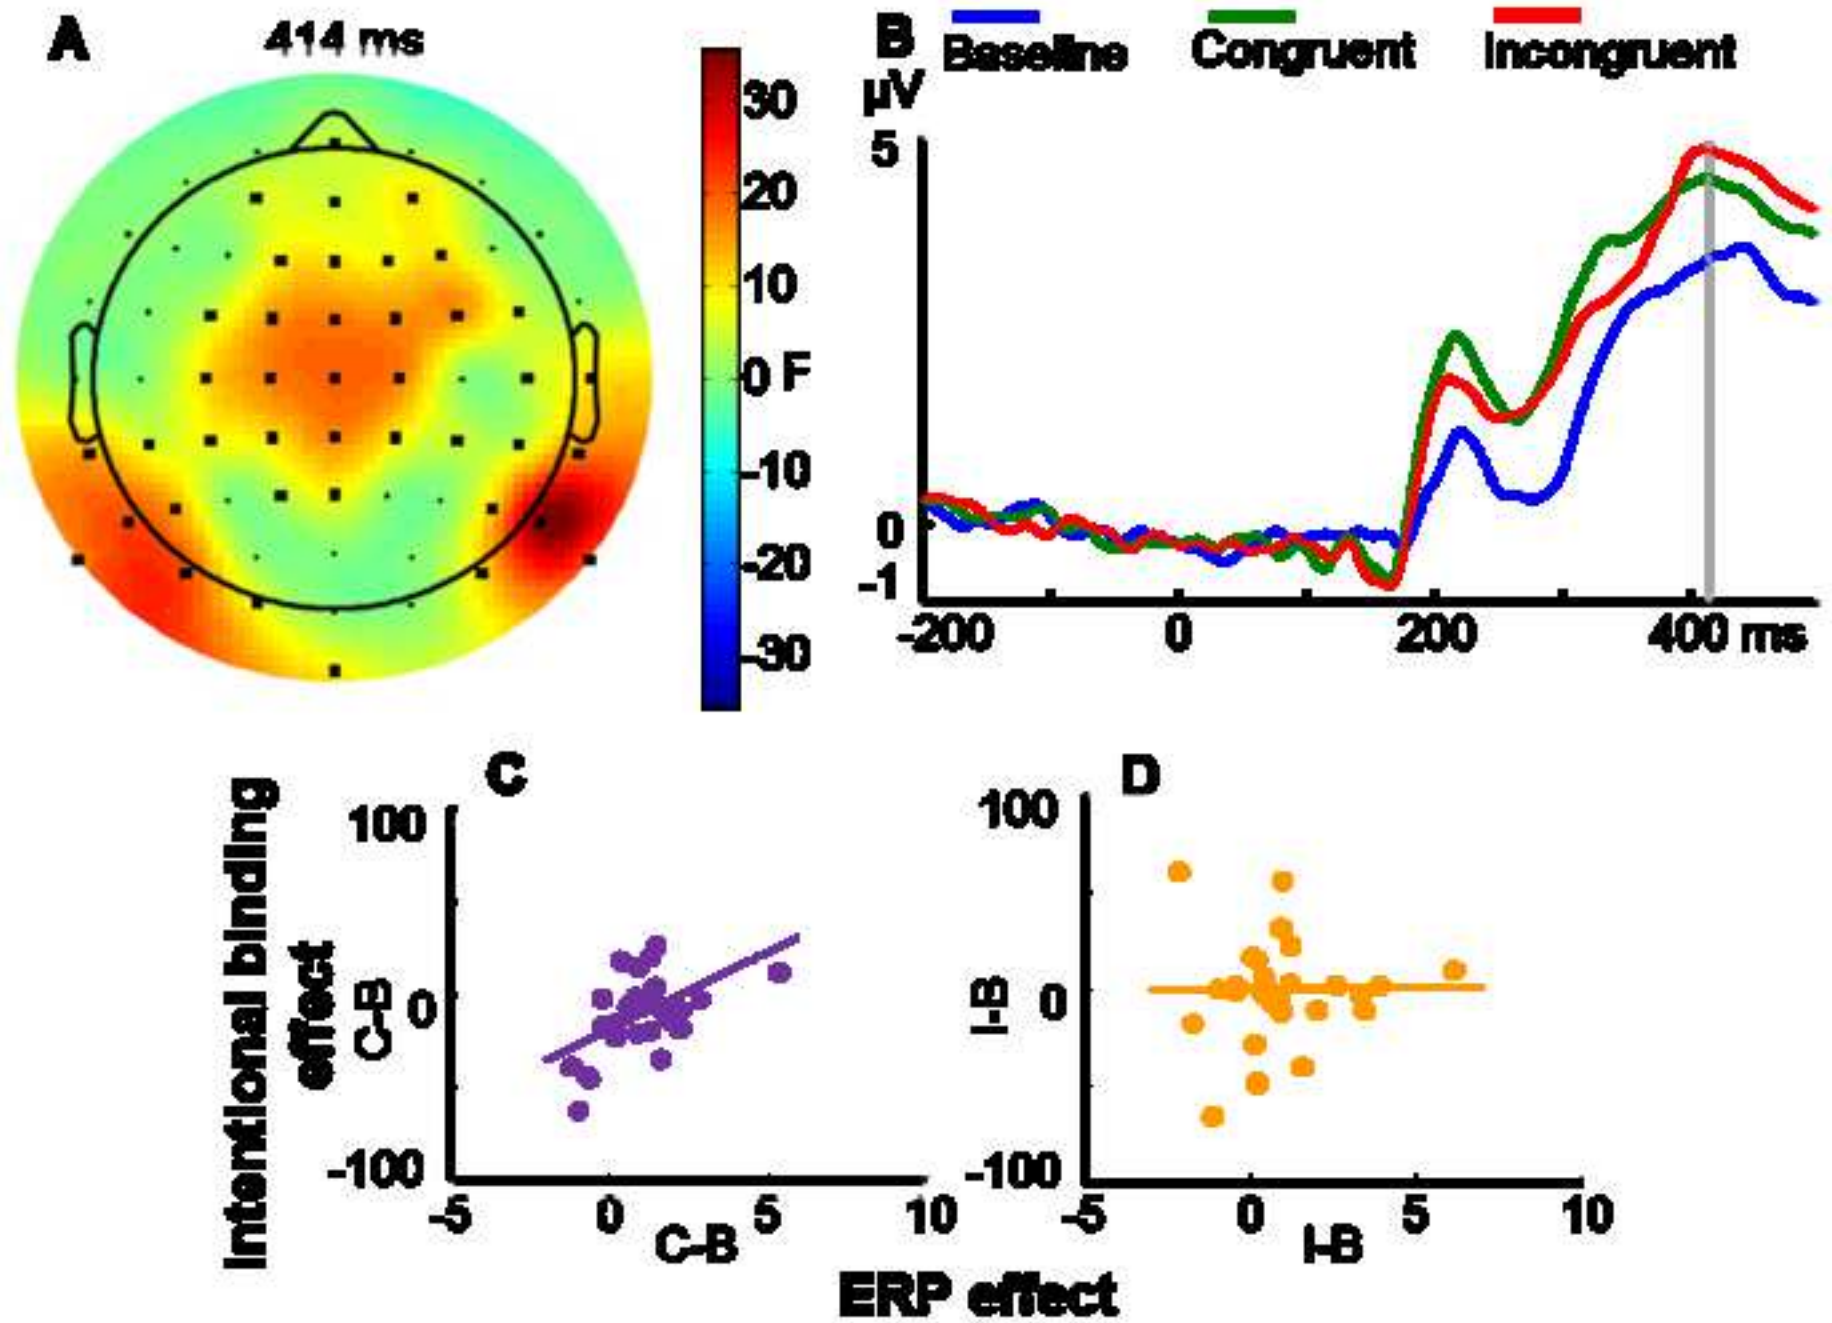 A
414 ms
30
20
10
0 F
-10
-20
-30
B
Baseline
Congruent
Incongruent
µV
5
0
-1
-200
0
200
400 ms
Intentional binding
effect
C
C-B
100
0
-100
-5
0
5
10
C-B
D
I-B
100
0
-100
-5
0
5
10
I-B
ERP effect